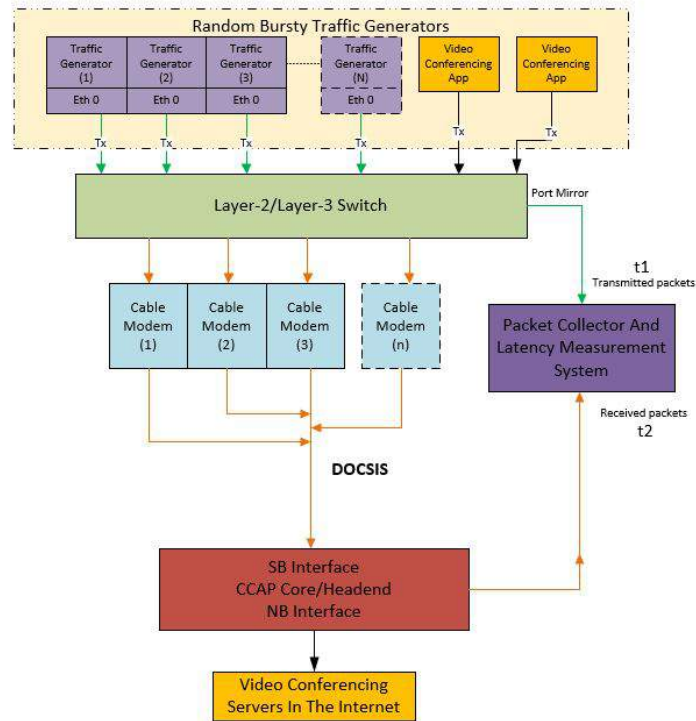 Random Bursty Traffic Generators
Traffic
Generator
(1)
Eth 0
Traffic
Generator
(2)
Eth 0
Traffic
Generator
(3)
Eth 0
Traffic
Generator
(N)
Eth 0
Video
Conferencing
App
Video
Conferencing
App
Tx
Tx
Tx
Tx
Tx
Tx
Layer-2/Layer-3 Switch
Port Mirror
t1
Transmitted packets
Cable
Modem
(1)
Cable
Modem
(2)
Cable
Modem
(3)
Cable
Modem
(n)
Packet Collector And
Latency Measurement
System
Received packets
t2
DOCSIS
SB Interface
CCAP Core/Headend
NB Interface
Video Conferencing
Servers In The Internet